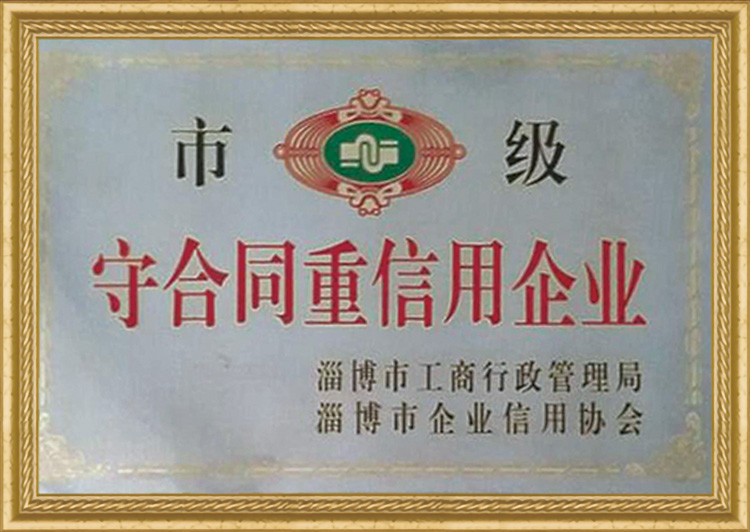 市级
守合同重信用企业
淄博市工商行政管理局
淄博市企业信用协会